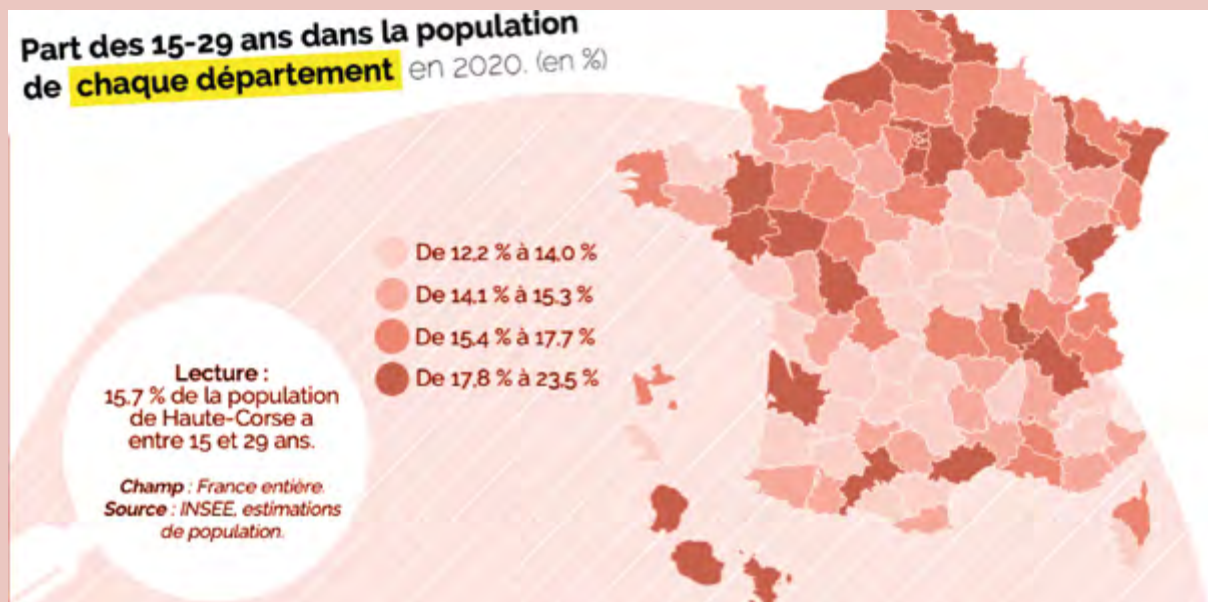 Part des 15-29 ans dans la population
de chaque département en 2020. (en %)
De 12,2 % à 14,0 %
De 14,1 % à 15,3 %
De 15,4 % à 17,7 %
De 17,8 % à 23,5 %
Lecture :
15,7 % de la population
de Haute-Corse a
entre 15 et 29 ans.
Champ : France entière.
Source : INSEE, estimations
de population.